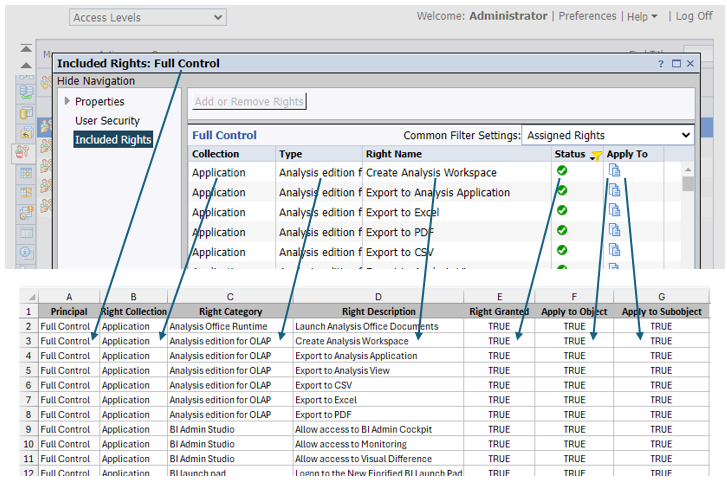 Access Levels Welcome: Administrator | Preferences | Help | Log Off
Included Rights: Full Control ?
Hide Navigation
Properties Add or Remove Rights
User Security
Included Rights Full Control Common Filter Settings: Assigned Rights
Collection Type Right Name Status Apply To
Application Analysis edition f Create Analysis Workspace
Application Analysis edition f Export to Analysis Application
Application Analysis edition f Export to Excel
Application Analysis edition f Export to PDF
Application Analysis edition f Export to CSV
A B C D E F G
1 Principal Right Collection Right Category Right Description Right Granted Apply to Object Apply to Subobject
2 Full Control Application Analysis Office Runtime Launch Analysis Office Documents TRUE TRUE TRUE
3 Full Control Application Analysis edition for OLAP Create Analysis Workspace TRUE TRUE TRUE
4 Full Control Application Analysis edition for OLAP Export to Analysis Application TRUE TRUE TRUE
5 Full Control Application Analysis edition for OLAP Export to Analysis View TRUE TRUE TRUE
6 Full Control Application Analysis edition for OLAP Export to CSV TRUE TRUE TRUE
7 Full Control Application Analysis edition for OLAP Export to Excel TRUE TRUE TRUE
8 Full Control Application Analysis edition for OLAP Export to PDF TRUE TRUE TRUE
9 Full Control Application BI Admin Studio Allow access to BI Admin Cockpit TRUE TRUE TRUE
10 Full Control Application BI Admin Studio Allow access to Monitoring TRUE TRUE TRUE
11 Full Control Application BI Admin Studio Allow access to Visual Difference TRUE TRUE TRUE
12 Full Control Application BI launch pad Logon to the New Fiorified BI Launch Pad TRUE TRUE TRUE